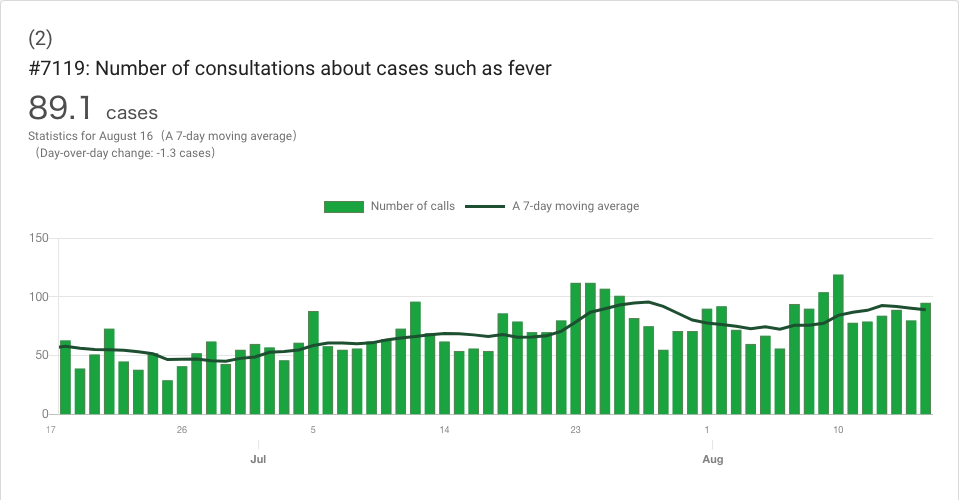 (2)
#7119: Number of consultations about cases such as fever
89.1 cases
Statistics for August 16 (A 7-day moving average)
(Day-over-day change: -1.3 cases)
Number of calls A 7-day moving average
150
100
50
0
17 26 5 14 23 1 10
Jul Aug